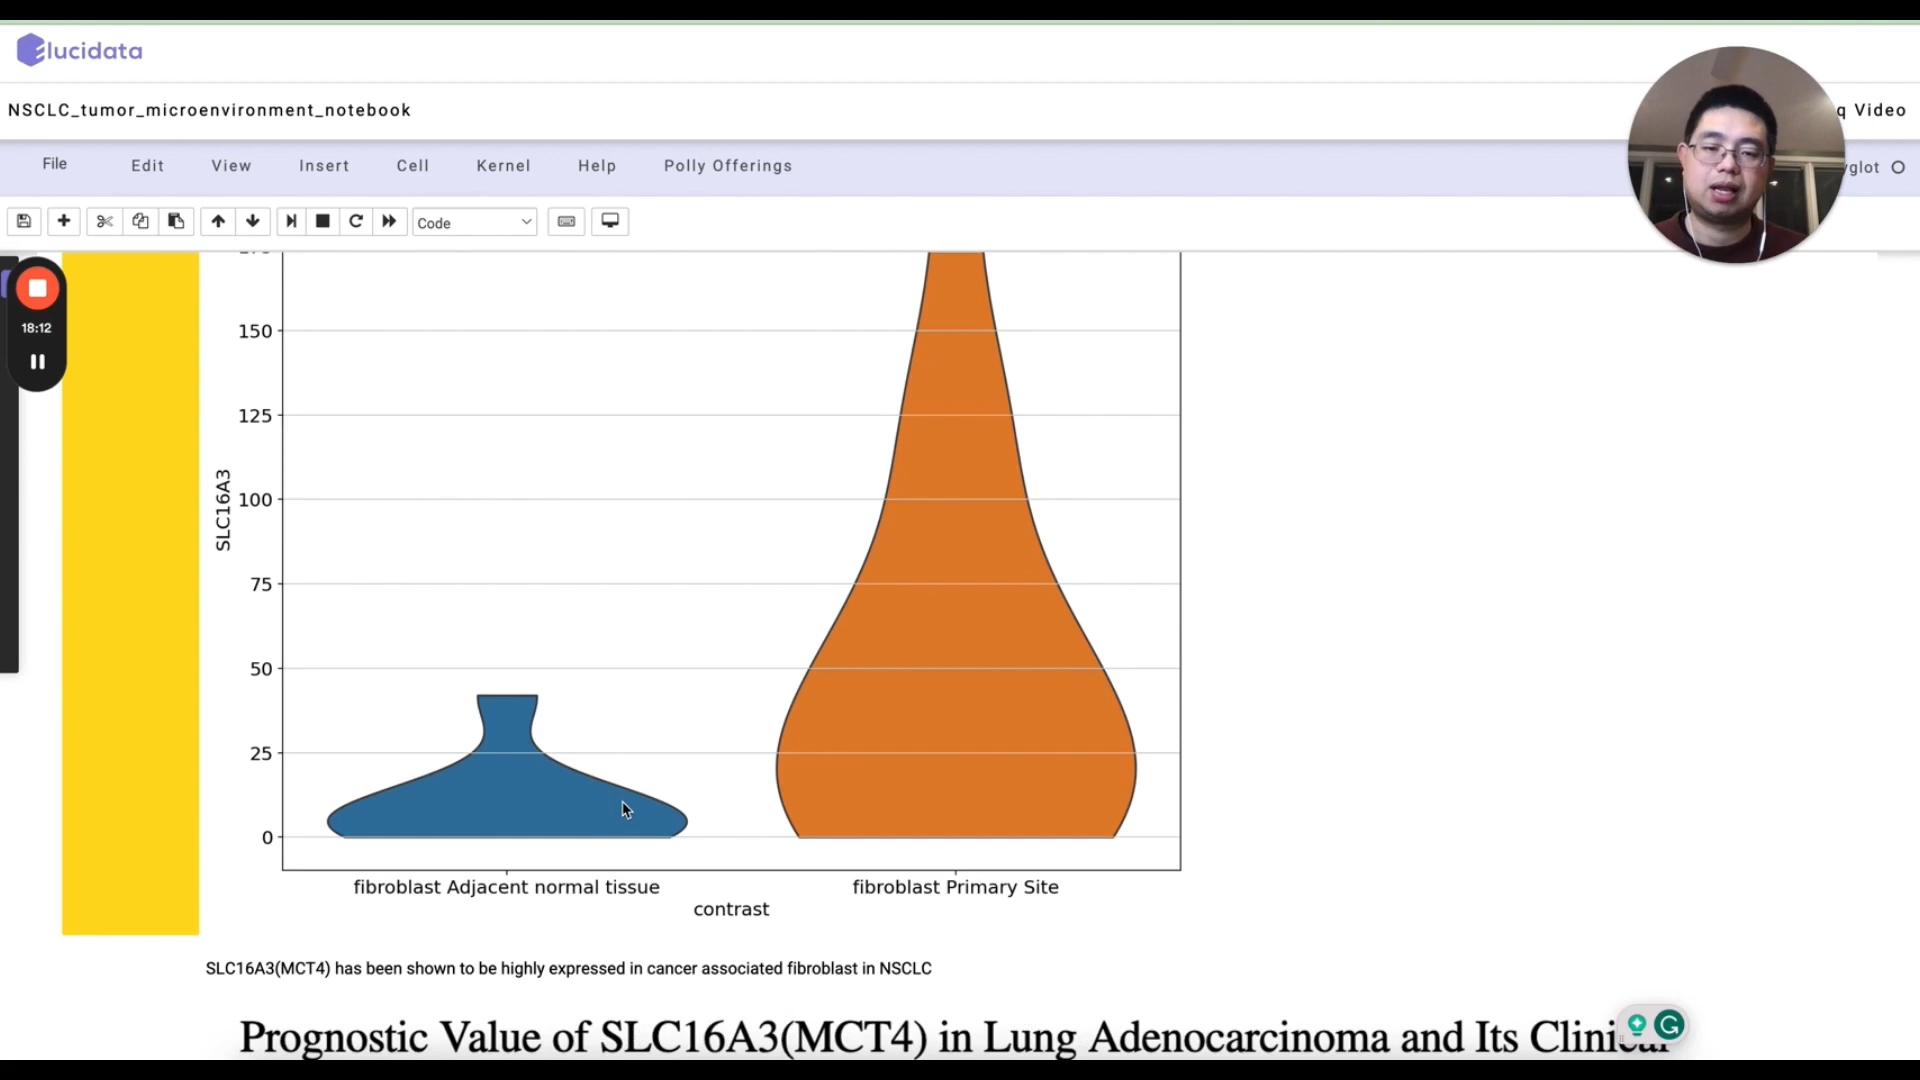 Elucidata
NSCLC_tumor_microenvironment_notebook
q Video
File Edit View Insert Cell Kernel Help Polly Offerings
glot
Code
18:12
150
125
100
75
50
25
0
SLC16A3
fibroblast Adjacent normal tissue fibroblast Primary Site
contrast
SLC16A3(MCT4) has been shown to be highly expressed in cancer associated fibroblast in NSCLC
Prognostic Value of SLC16A3(MCT4) in Lung Adenocarcinoma and Its Clinical